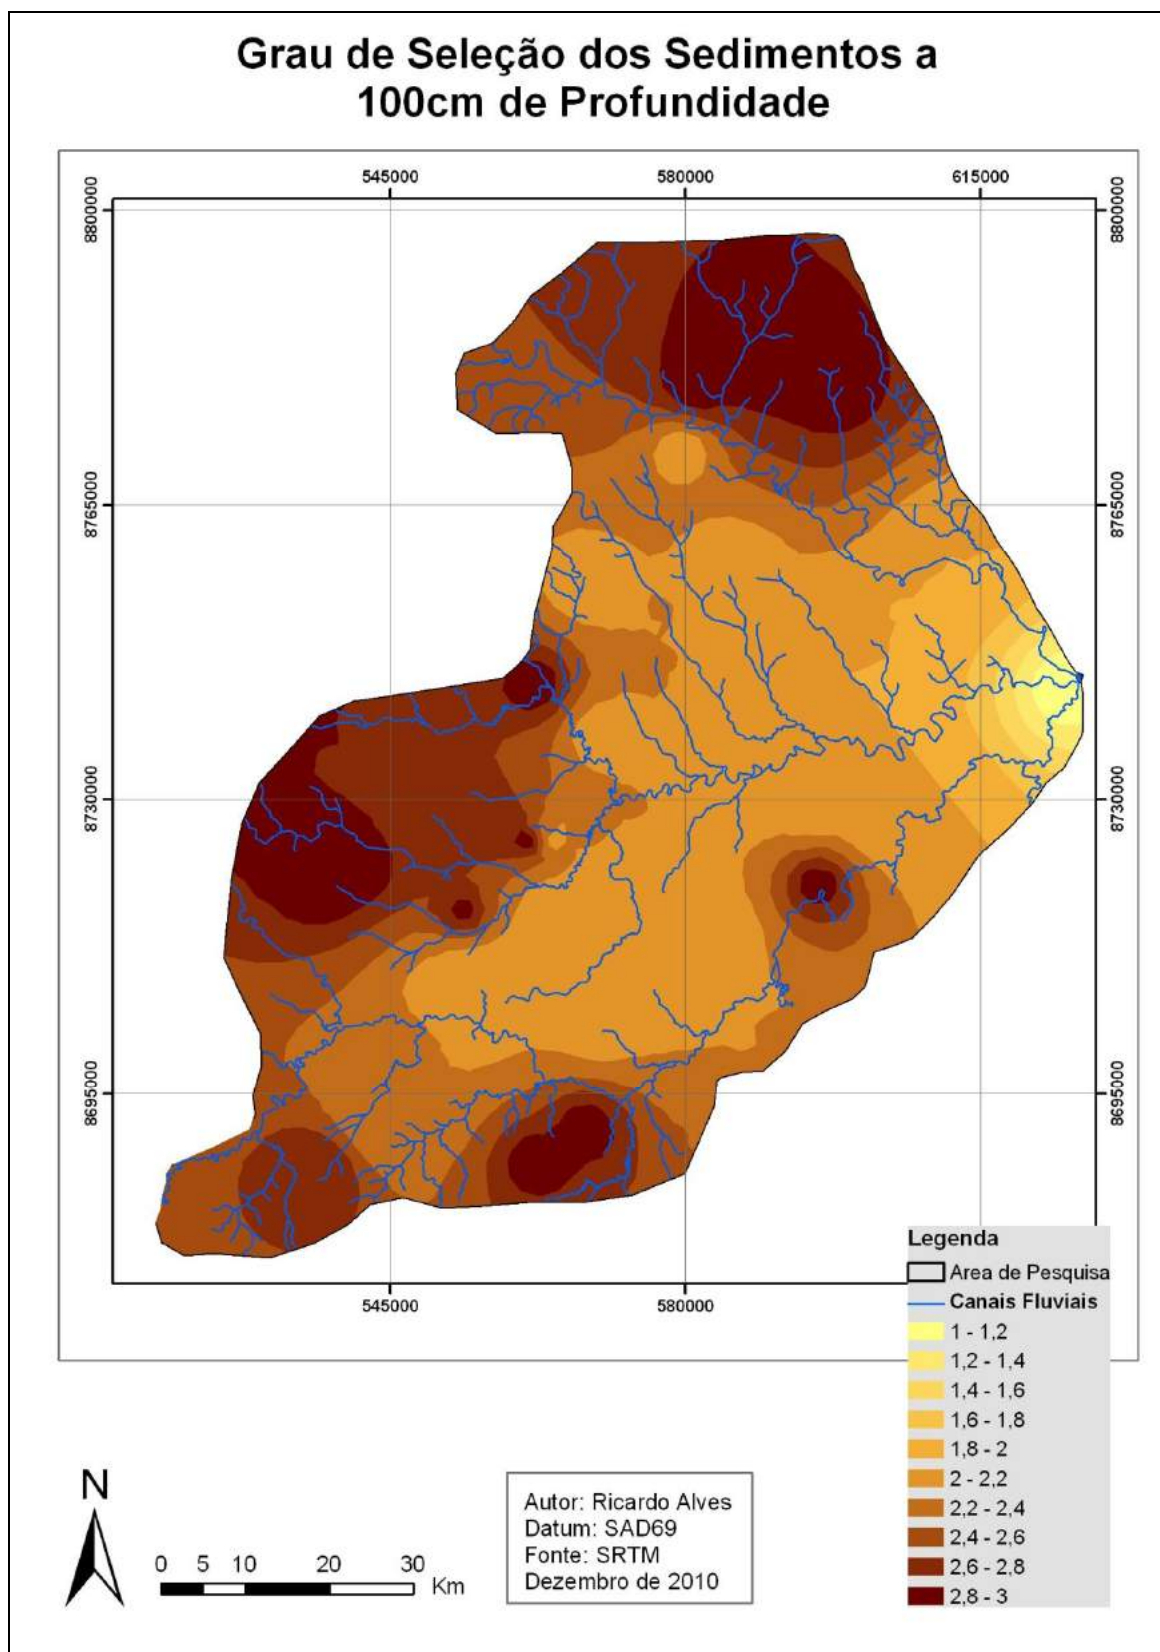 Grau de Seleção dos Sedimentos a
100cm de Profundidade
545000
580000
615000
8800000
8800000
8765000
8765000
8730000
8730000
8695000
8695000
545000
580000
Legenda
Area de Pesquisa
Canais Fluviais
1 - 1,2
1,2 - 1,4
1,4 - 1,6
1,6 - 1,8
1,8 - 2
2 - 2,2
2,2 - 2,4
2,4 - 2,6
2,6 - 2,8
2,8 - 3
N
0 5 10 20 30
Km
Autor: Ricardo Alves
Datum: SAD69
Fonte: SRTM
Dezembro de 2010